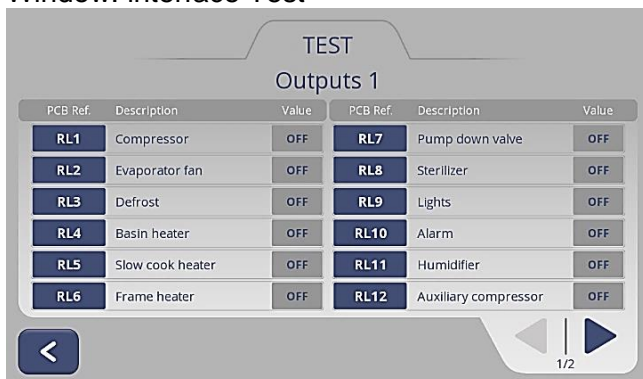 TEST
Outputs 1
PCB Ref. Description Value PCB Ref. Description Value
RL1 Compressor OFF RL7 Pump down valve OFF
RL2 Evaporator fan OFF RL8 Sterilizer OFF
RL3 Defrost OFF RL9 Lights OFF
RL4 Basin heater OFF RL10 Alarm OFF
RL5 Slow cook heater OFF RL11 Humidifier OFF
RL6 Frame heater OFF RL12 Auxiliary compressor OFF
1/2